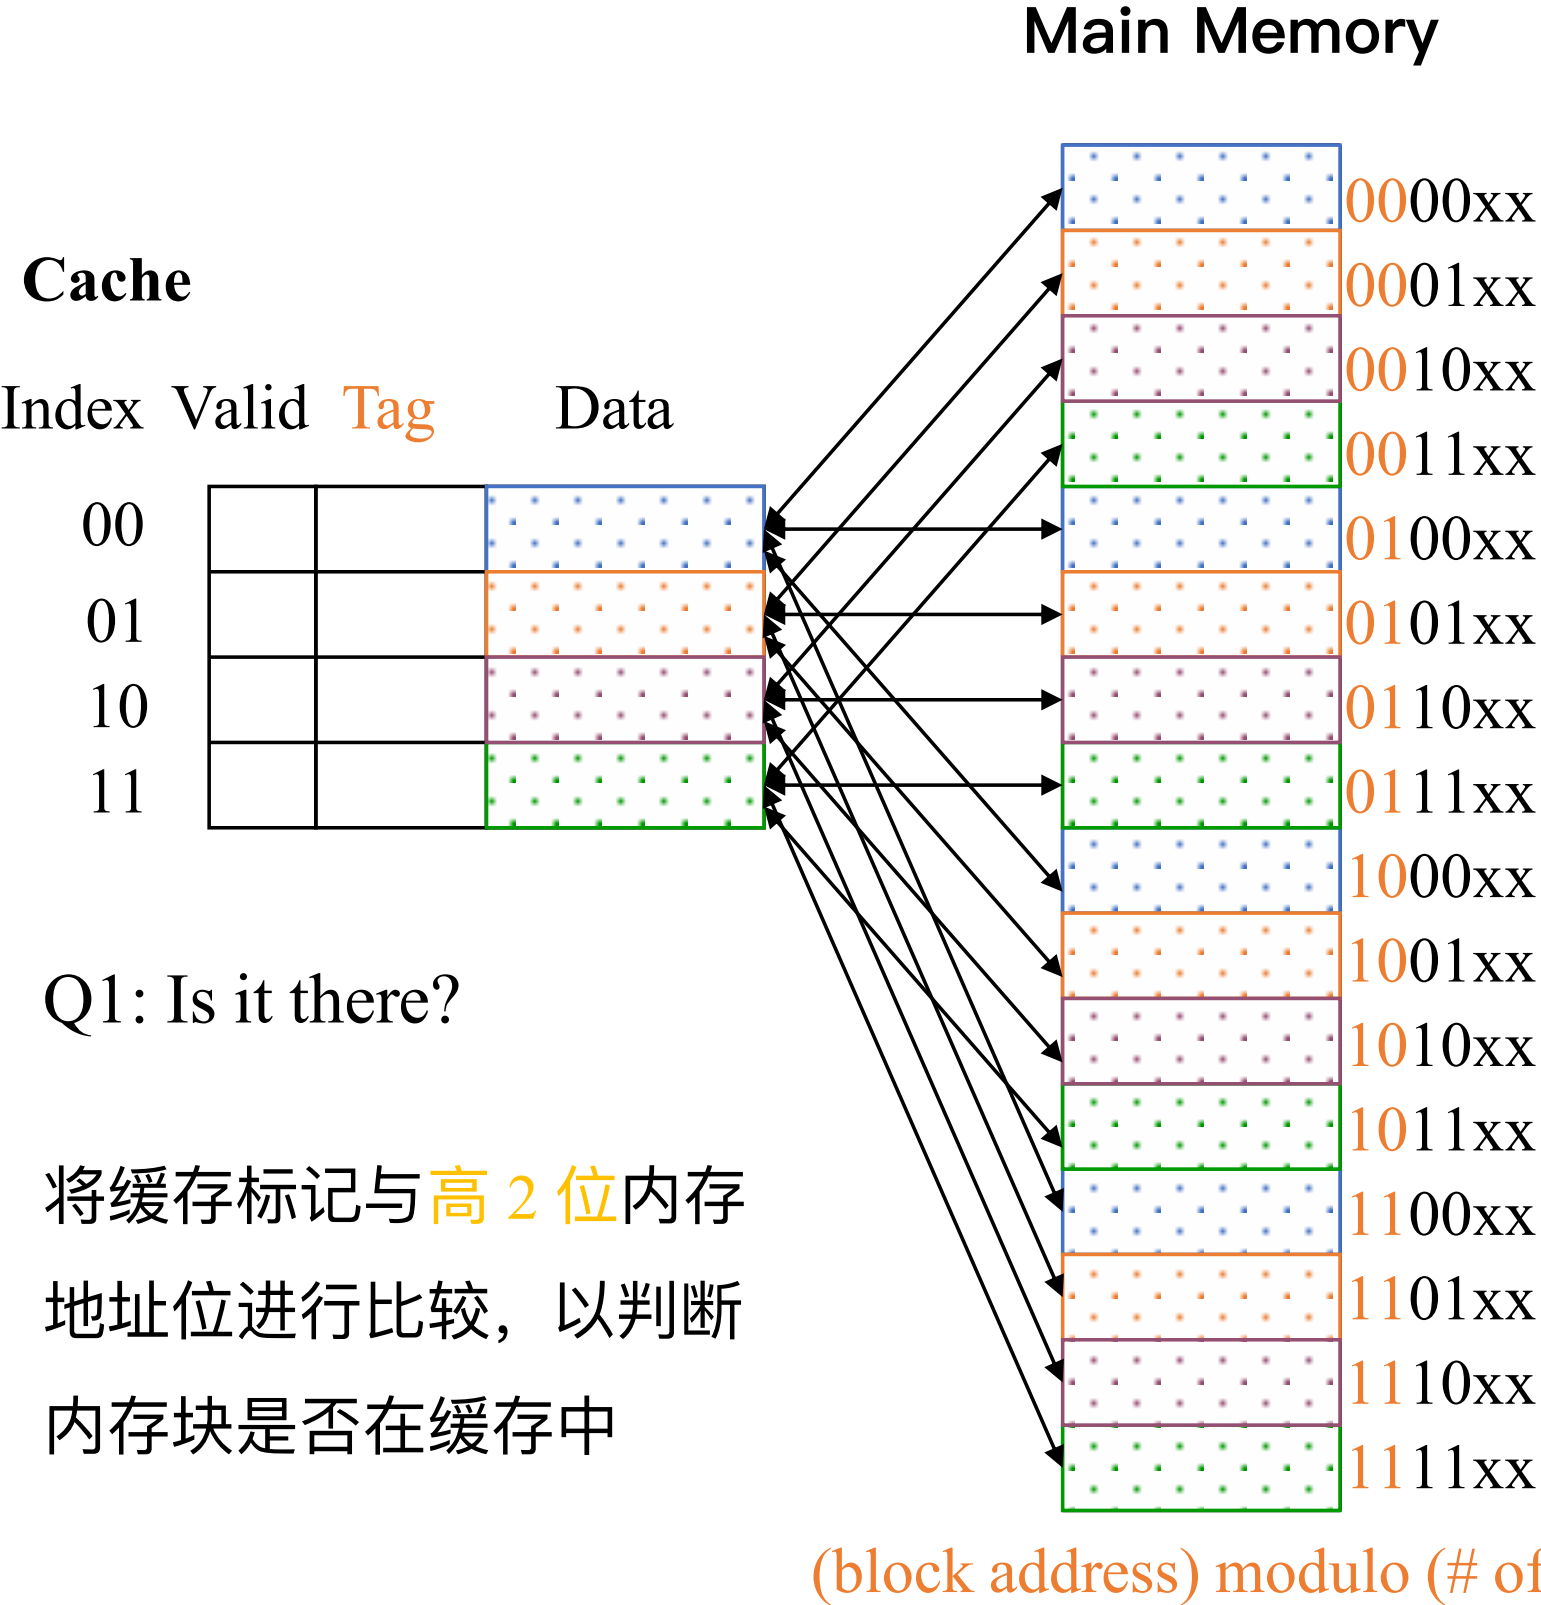 Main Memory
Cache
Index Valid Tag Data
00
01
10
11
0000xx
0001xx
0010xx
0011xx
0100xx
0101xx
0110xx
0111xx
1000xx
1001xx
1010xx
1011xx
1100xx
1101xx
1110xx
1111xx
Q1: Is it there?
将缓存标记与高 2 位内存
地址位进行比较，以判断
内存块是否在缓存中
(block address) modulo (# of